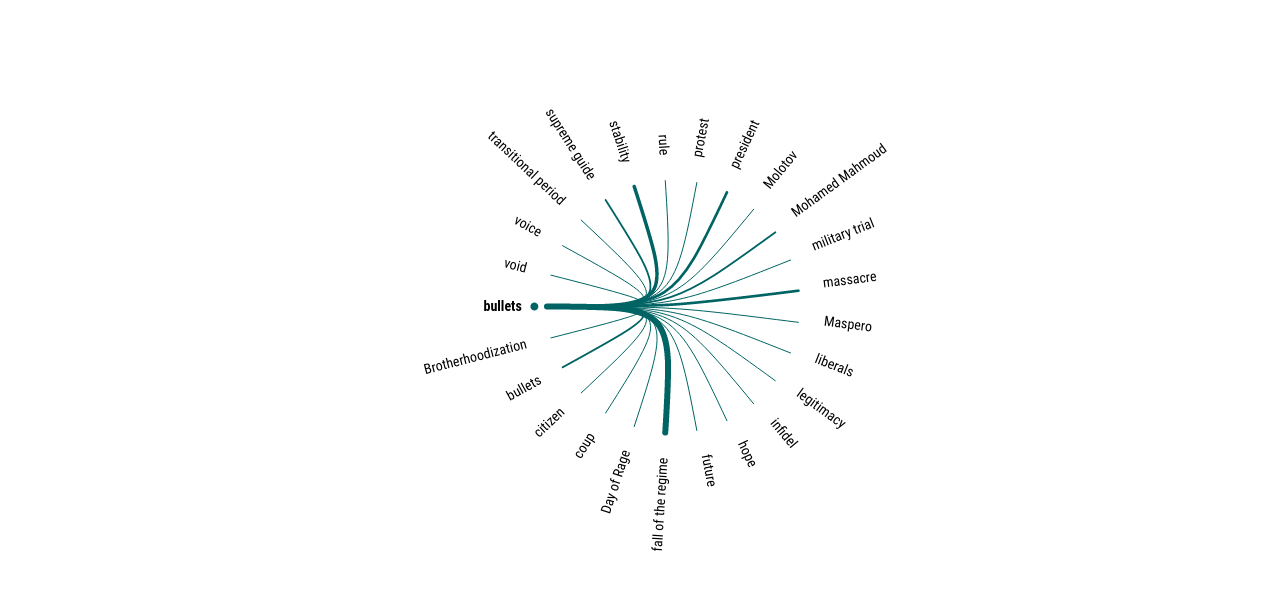 bullets
void
voice
transitional period
supreme guide
stability
rule
protest
president
Molotov
Mohamed Mahmoud
military trial
massacre
Maspero
liberals
legitimacy
infidel
hope
future
fall of the regime
Day of Rage
coup
citizen
bullets
Brotherhoodization